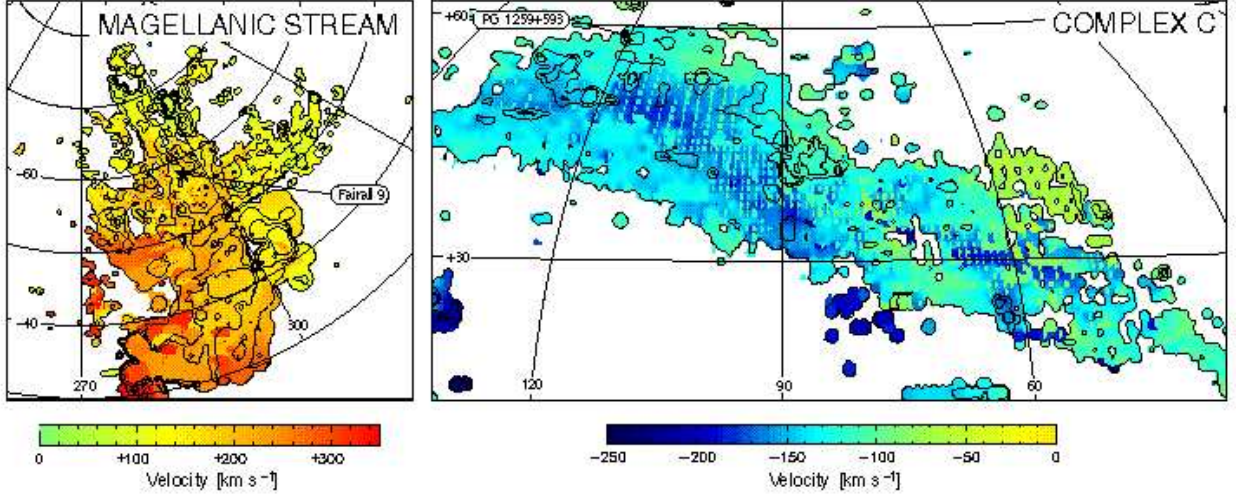 MAGELLANIC STREAM
Fairall 9
-60
-40
270
300
0 +100 +200 +300
Velocity [km s⁻¹]
+60
PG 1259+593
COMPLEX C
+30
120
90
60
-250 -200 -150 -100 -50 0
Velocity [km s⁻¹]